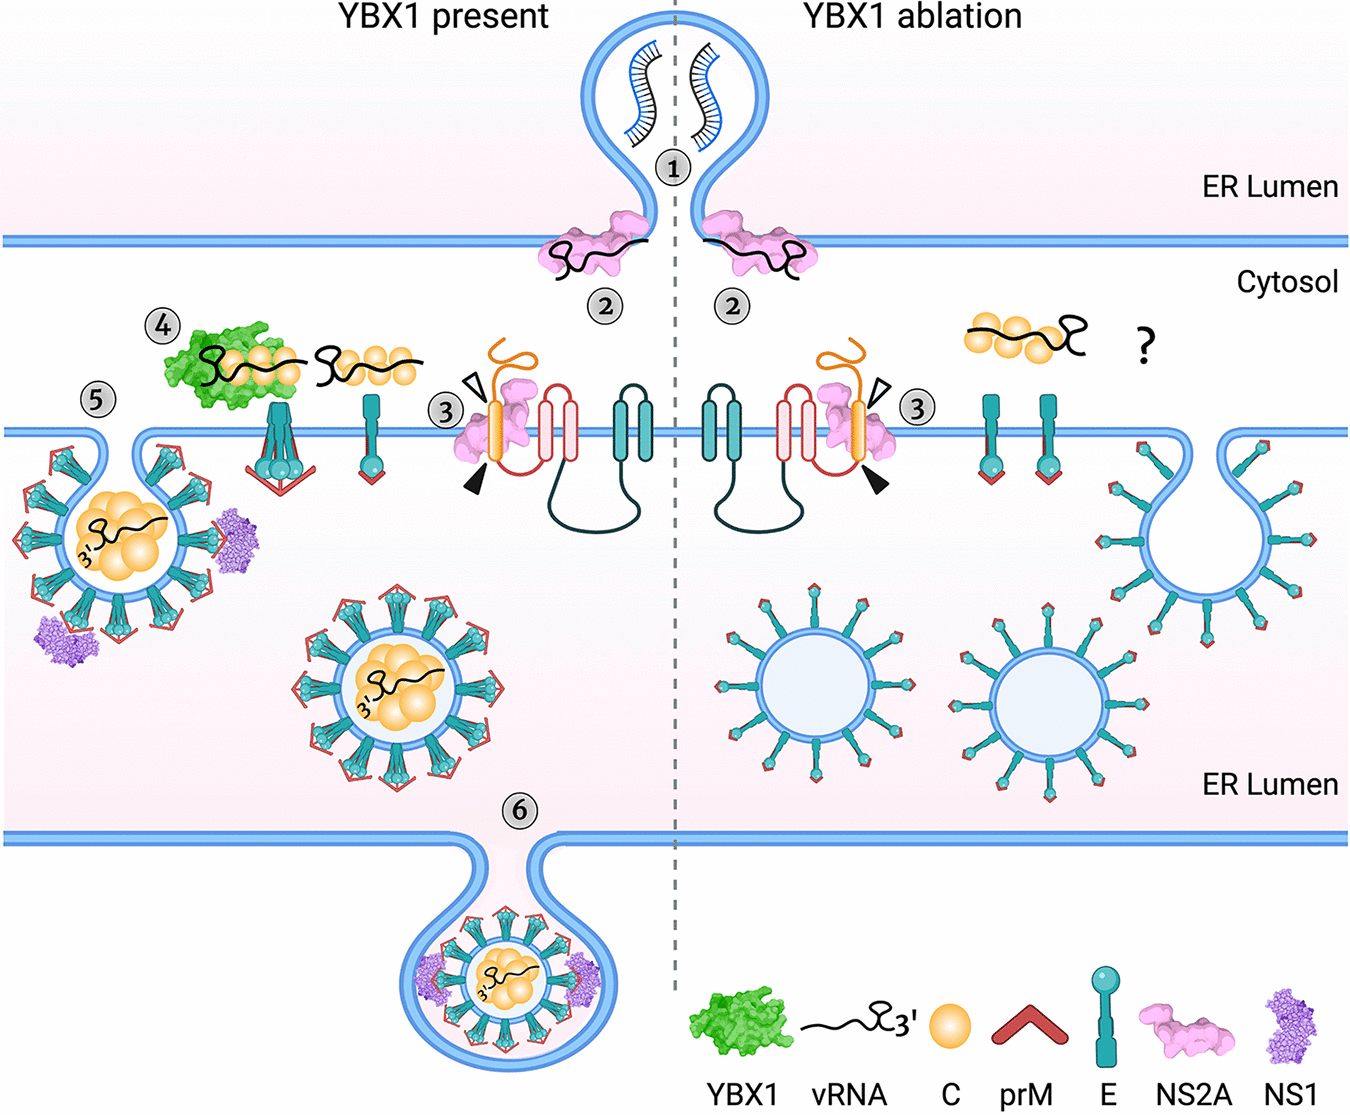 YBX1 present
YBX1 ablation
1
ER Lumen
Cytosol
2
2
4
?
5
3
3
3'
3'
ER Lumen
6
3'
3'
YBX1
vRNA
C
prM
E
NS2A
NS1